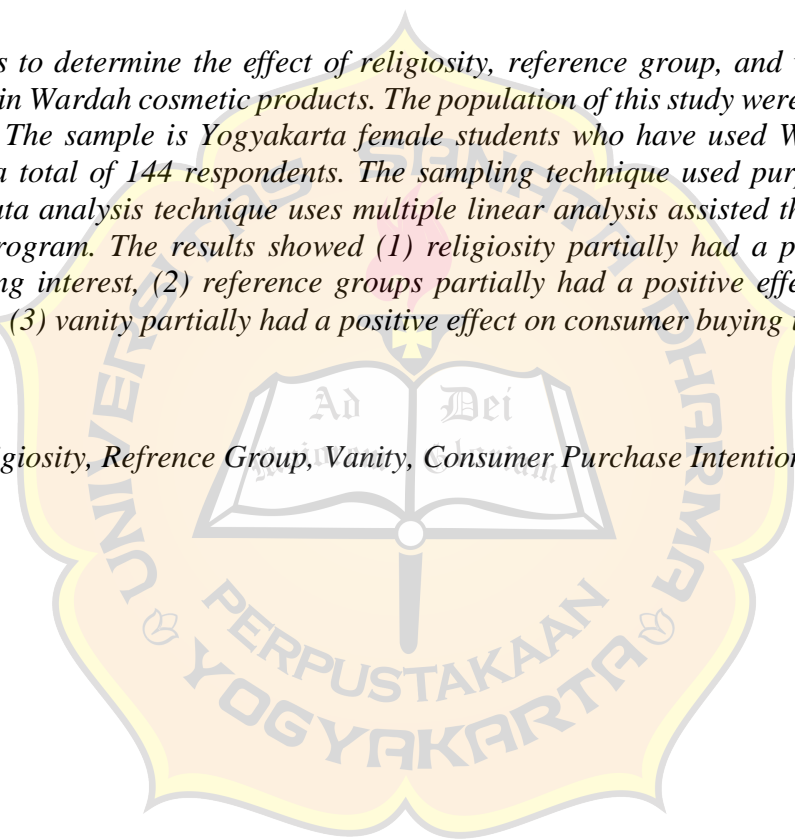 s to determine the effect of religiosity, reference group, and
in Wardah cosmetic products. The population of this study were
The sample is Yogyakarta female students who have used W
a total of 144 respondents. The sampling technique used pur
ta analysis technique uses multiple linear analysis assisted th
rogram. The results showed (1) religiosity partially had a p
ng interest, (2) reference groups partially had a positive effe
(3) vanity partially had a positive effect on consumer buying i
igiosity, Refrence Group, Vanity, Consumer Purchase Intention
UNIVERSITAS SANATA DHARMA
Ad Dei
PERPUSTAKAAN
YOGYAKARTA